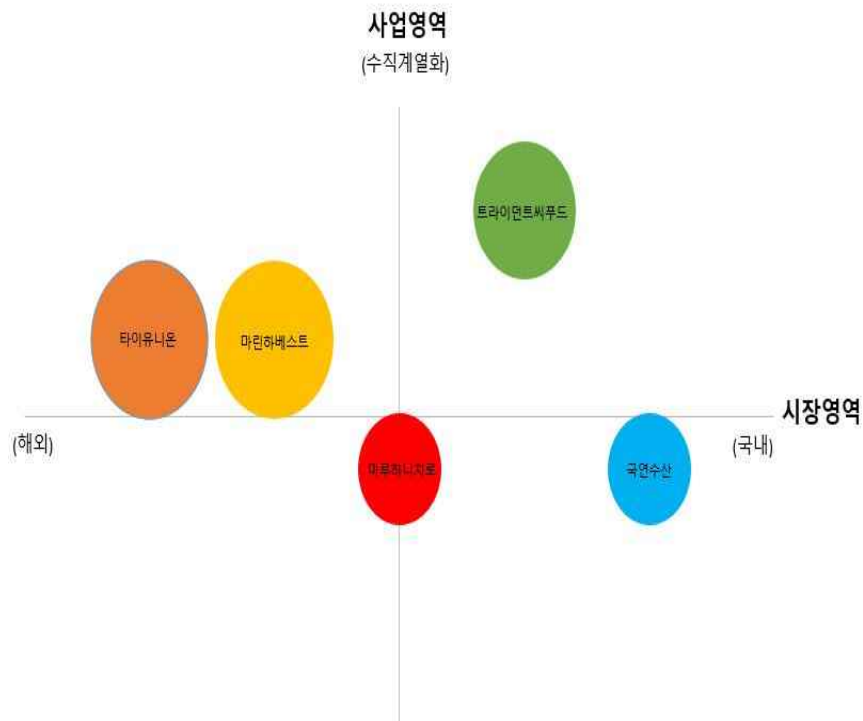 사업영역
(수직계열화)
트라이던트씨푸드
타이유니온
마린하베스트
시장영역
(해외)
(국내)
마루하니치로
국연수산